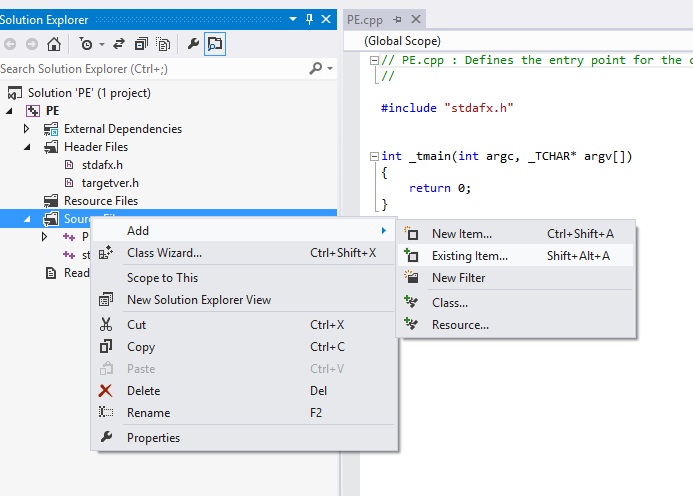 Solution Explorer
Search Solution Explorer (Ctrl+;)
Solution 'PE' (1 project)
PE
External Dependencies
Header Files
stdafx.h
targetver.h
Resource Files
Add
Class Wizard... Ctrl+Shift+X
Scope to This
New Solution Explorer View
Cut Ctrl+X
Copy Ctrl+C
Paste Ctrl+V
Delete Del
Rename F2
Properties
PE.cpp
(Global Scope)
// PE.cpp : Defines the entry point for the
//
#include "stdafx.h"
int _tmain(int argc, _TCHAR* argv[])
{
return 0;
}
New Item... Ctrl+Shift+A
Existing Item... Shift+Alt+A
New Filter
Class...
Resource...